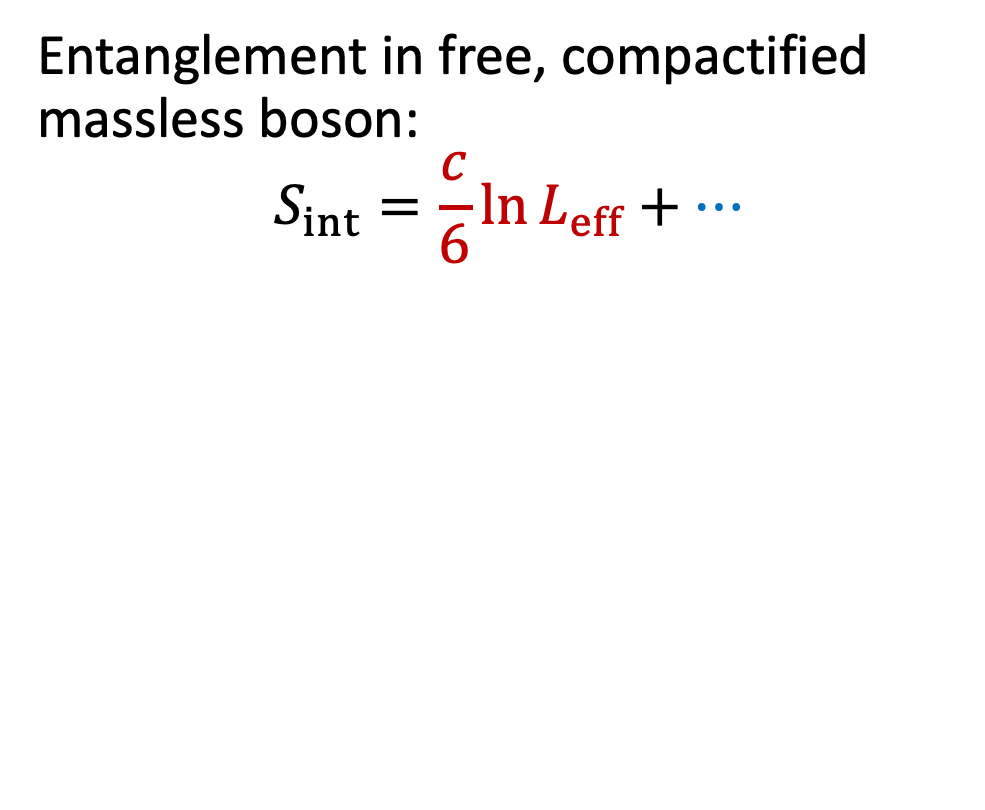 Entanglement in free, compactified
massless boson:
S_int = c/6 ln L_eff + ⋯